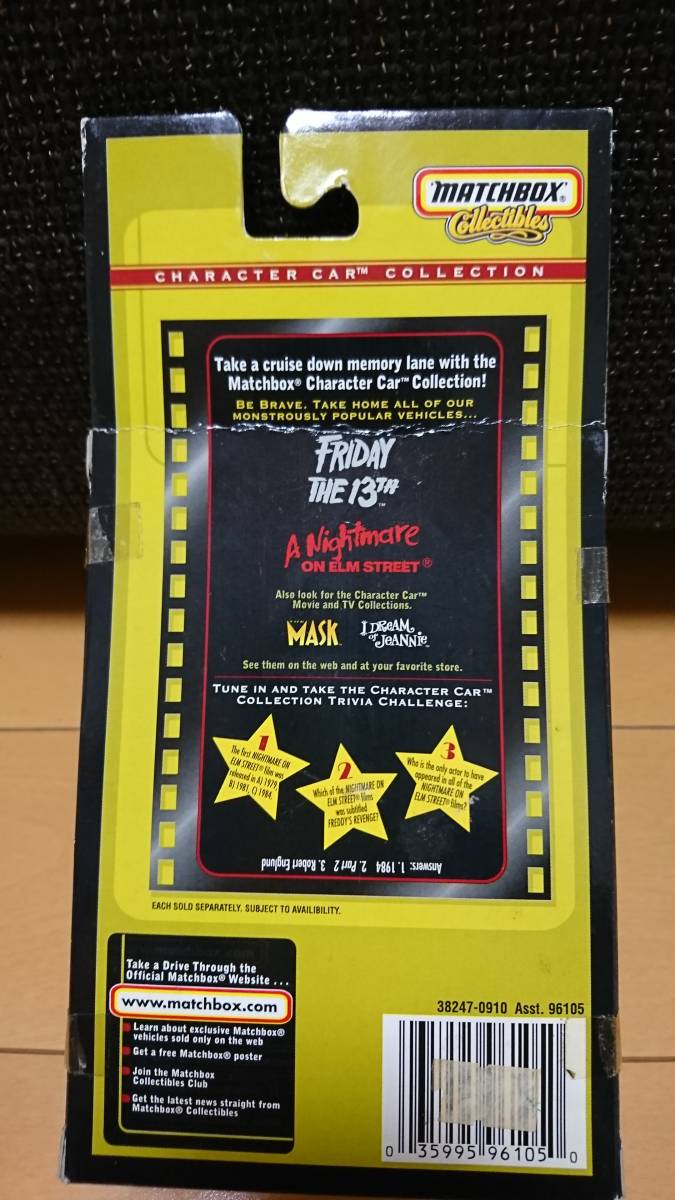 MATCHBOX®
Collectibles
CHARACTER CAR™ COLLECTION
Take a cruise down memory lane with the
Matchbox® Character Car™ Collection!
BE BRAVE. TAKE HOME ALL OF OUR
MONSTROUSLY POPULAR VEHICLES...
FRIDAY
THE 13TH™
A Nightmare
ON ELM STREET®
Also look for the Character Car™
Movie and TV Collections.
THE MASK™
I DREAM
of JEANNIE™
See them on the web and at your favorite store.
TUNE IN AND TAKE THE CHARACTER CAR™
COLLECTION TRIVIA CHALLENGE:
1
The first NIGHTMARE ON
ELM STREET® film was
released in A) 1979,
B) 1981, C) 1984.
2
Which of the NIGHTMARE ON
ELM STREET® films
was subtitled
FREDDY'S REVENGE?
3
Who is the only actor to have
appeared in all of the
NIGHTMARE ON
ELM STREET® films?
Answers: 1. 1984 2. Part 2 3. Robert Englund
EACH SOLD SEPARATELY. SUBJECT TO AVAILIBILITY.
Take a Drive Through the
Official Matchbox® Website ...
www.matchbox.com
Learn about exclusive Matchbox®
vehicles sold only on the web
Get a free Matchbox® poster
Join the Matchbox
Collectibles Club
Get the latest news straight from
Matchbox® Collectibles
38247-0910 Asst. 96105
0 35995 96105 0